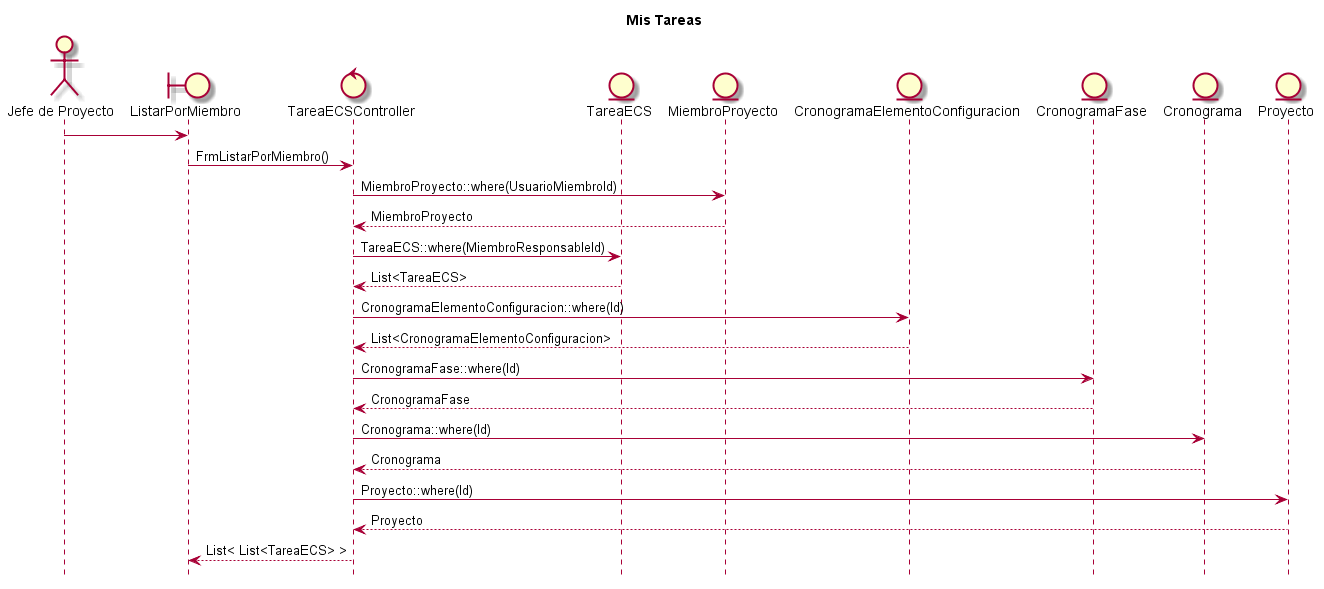 Mis Tareas
Jefe de Proyecto
ListarPorMiembro
TareaECSController
TareaECS
MiembroProyecto
CronogramaElementoConfiguracion
CronogramaFase
Cronograma
Proyecto
FrmListarPorMiembro()
MiembroProyecto::where(UsuarioMiembroId)
MiembroProyecto
TareaECS::where(MiembroResponsableId)
List<TareaECS>
CronogramaElementoConfiguracion::where(Id)
List<CronogramaElementoConfiguracion>
CronogramaFase::where(Id)
CronogramaFase
Cronograma::where(Id)
Cronograma
Proyecto::where(Id)
Proyecto
List< List<TareaECS> >